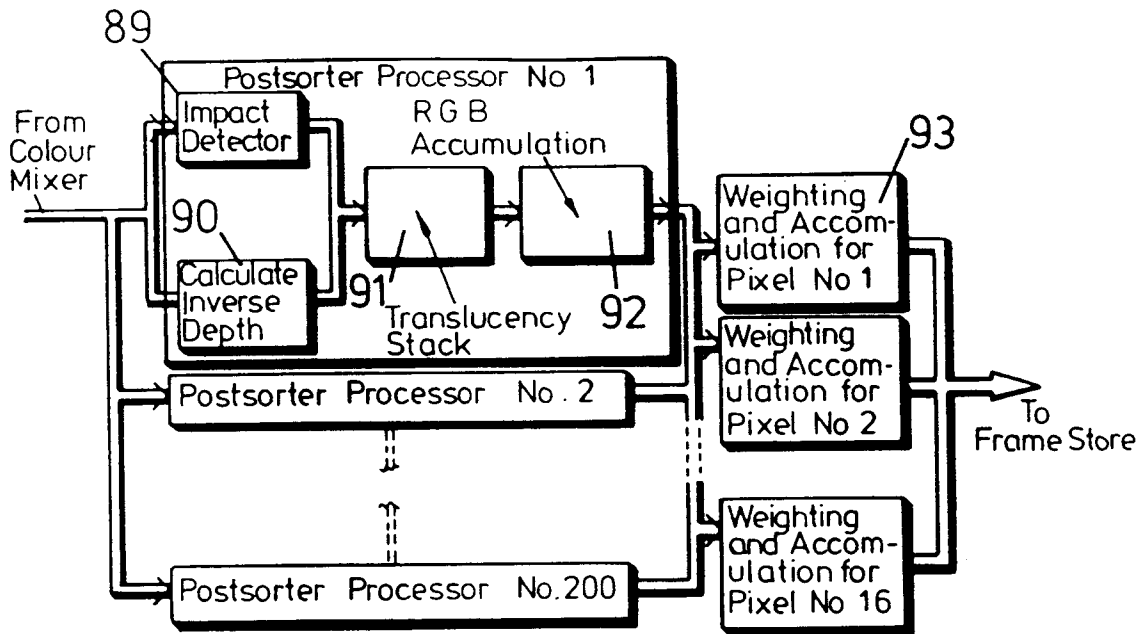 89
Postsorter Processor No 1
Impact
Detector
R G B
Accumulation
From
Colour
Mixer
90
Calculate
Inverse
Depth
91
Translucency
Stack
92
93
Weighting
and Accom-
ulation for
Pixel No 1
Postsorter Processor No. 2
Weighting
and Accom-
ulation for
Pixel No 2
To
Frame Store
Postsorter Processor No. 200
Weighting
and Accom-
ulation for
Pixel No 16